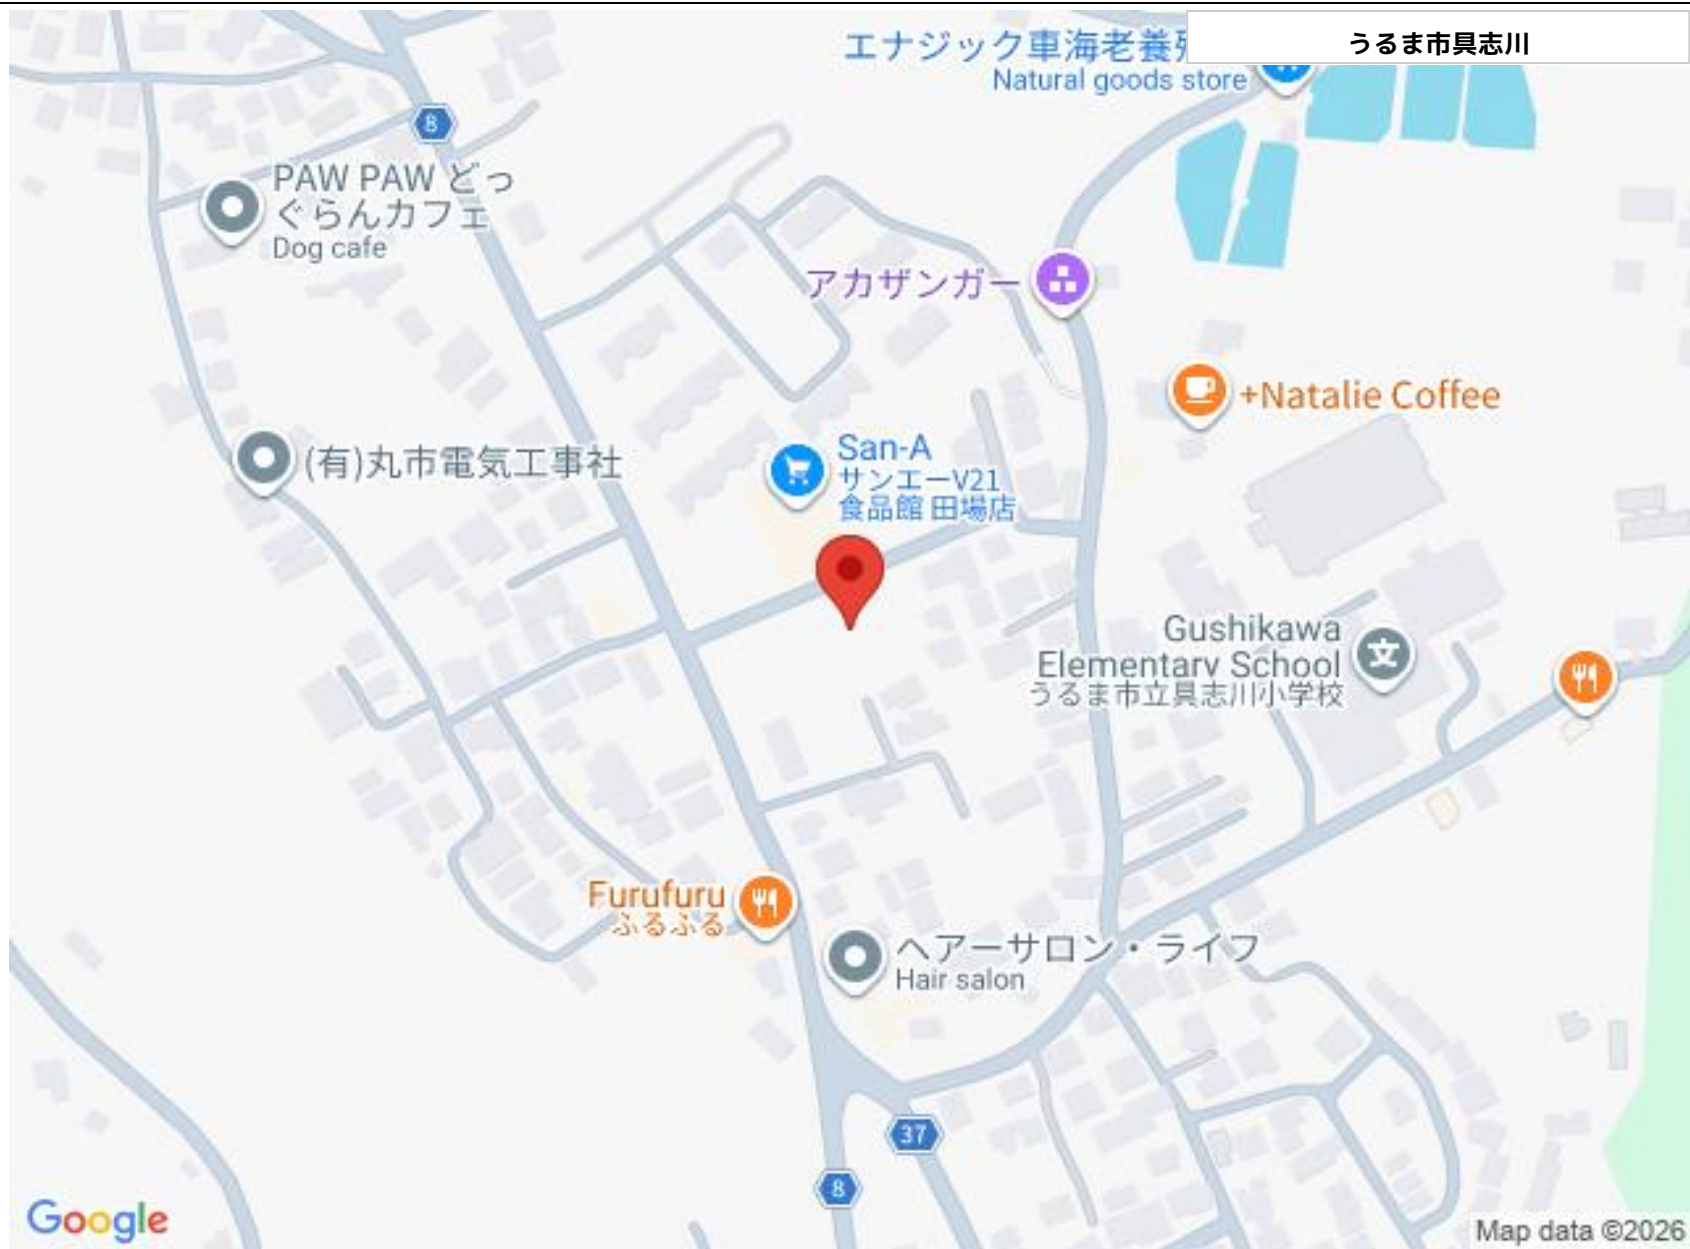 うるま市具志川
エナジック車海老養
Natural goods store
8
PAW PAW どっ
ぐらんカフェ
Dog cafe
アカザンガー
+Natalie Coffee
(有)丸市電気工事社
San-A
サンエーV21
食品館 田場店
Gushikawa
Elementary School
うるま市立具志川小学校
文
Furufuru
ふるふる
ヘアーサロン・ライフ
Hair salon
37
8
Google
Map data ©2026